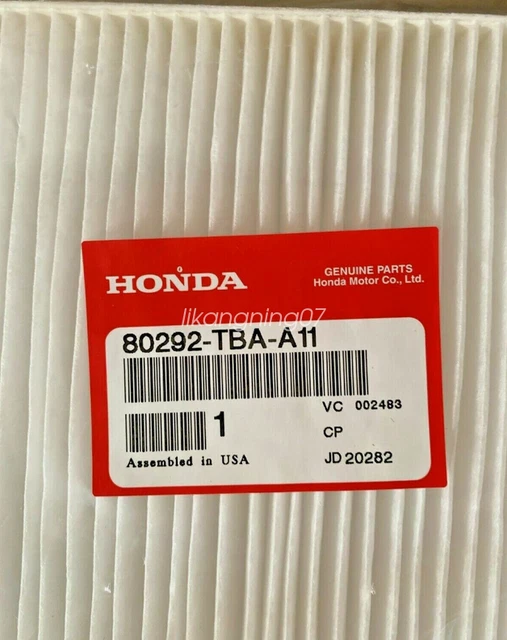 HONDA
GENUINE PARTS
Honda Motor Co., Ltd.
likangning07
80292-TBA-A11
1
VC 002483
CP
JD 20282
Assembled in USA